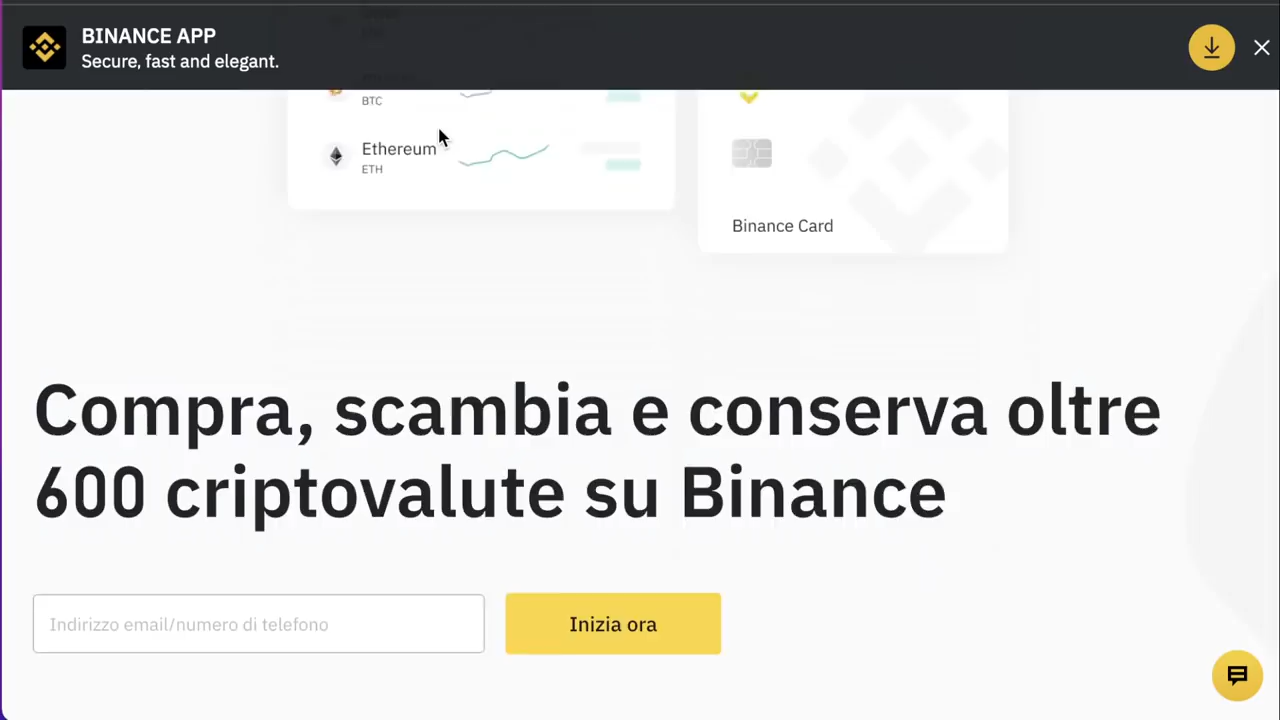 BINANCE APP
Secure, fast and elegant.
BTC
Ethereum
ETH
Binance Card
Compra, scambia e conserva oltre
600 criptovalute su Binance
Indirizzo email/numero di telefono
Inizia ora